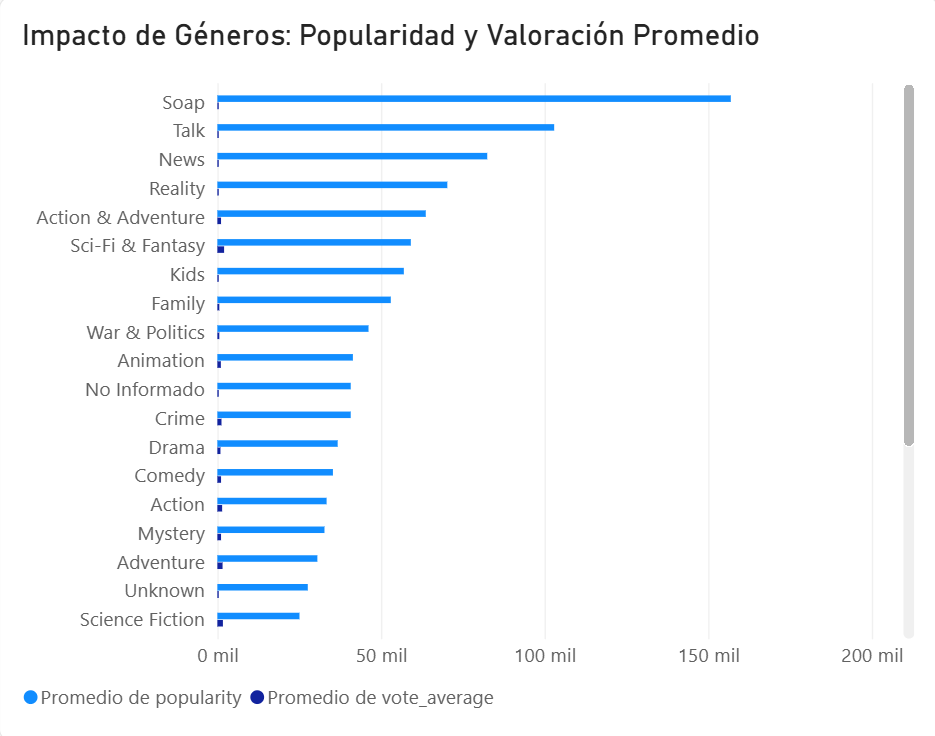 Impacto de Géneros: Popularidad y Valoración Promedio
Soap
Talk
News
Reality
Action & Adventure
Sci-Fi & Fantasy
Kids
Family
War & Politics
Animation
No Informado
Crime
Drama
Comedy
Action
Mystery
Adventure
Unknown
Science Fiction
0 mil 50 mil 100 mil 150 mil 200 mil
Promedio de popularity Promedio de vote_average